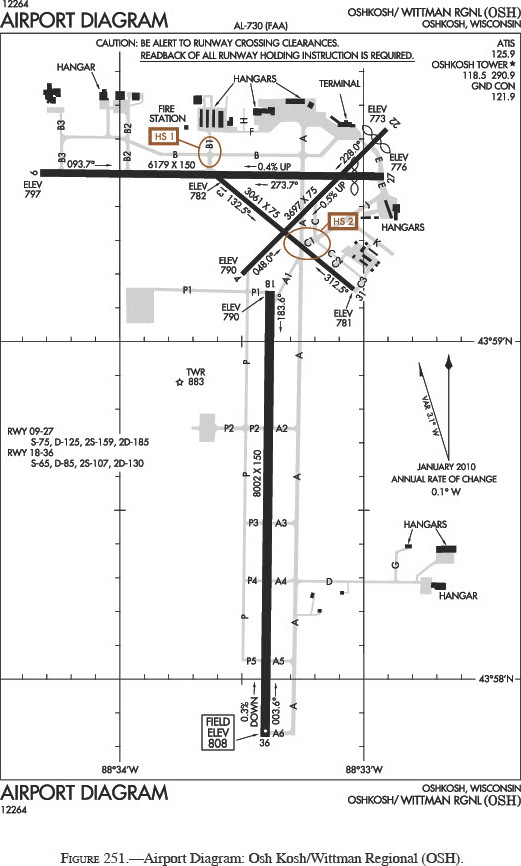 12264
AIRPORT DIAGRAM
AL-730 (FAA)
OSHKOSH/ WITTMAN RGNL (OSH)
OSHKOSH, WISCONSIN
CAUTION: BE ALERT TO RUNWAY CROSSING CLEARANCES.
READBACK OF ALL RUNWAY HOLDING INSTRUCTION IS REQUIRED.
ATIS
125.9
OSHKOSH TOWER ★
118.5 290.9
GND CON
121.9
HANGAR
HANGARS
TERMINAL
FIRE
STATION
ELEV
773
22
HS 1
B3
B2
B1
H
F
A
B3
B2
B
B
E
E
ELEV
776
228.0°
093.7°
6179 X 150
0.4% UP
9
27
273.7°
ELEV
797
ELEV
782
13
132.5°
3061 X 75
3697 X 75
0.5% UP
A
C
J
HS 2
HANGARS
C1
C
C2
K
C3
ELEV
790
4
048.0°
312.5°
31
ELEV
781
A1
P1
P1
18
ELEV
790
183.6°
43°59'N
P
A
TWR
883
VAR 3.1° W
P2
P2
A2
RWY 09-27
S-75, D-125, 2S-159, 2D-185
RWY 18-36
S-65, D-85, 2S-107, 2D-130
JANUARY 2010
ANNUAL RATE OF CHANGE
0.1° W
8002 X 150
P
A
P3
A3
HANGARS
G
P4
A4
D
HANGAR
P
A
P5
A5
43°58'N
0.3%
DOWN
003.6°
A
FIELD
ELEV
808
36
A6
88°34'W
88°33'W
AIRPORT DIAGRAM
12264
OSHKOSH, WISCONSIN
OSHKOSH/ WITTMAN RGNL (OSH)
FIGURE 251.—Airport Diagram: Osh Kosh/Wittman Regional (OSH).